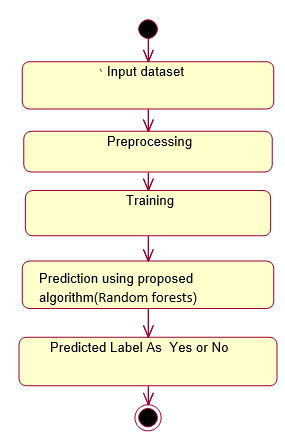 ` Input dataset
Preprocessing
Training
Prediction using proposed
algorithm(Random forests)
Predicted Label As  Yes or No